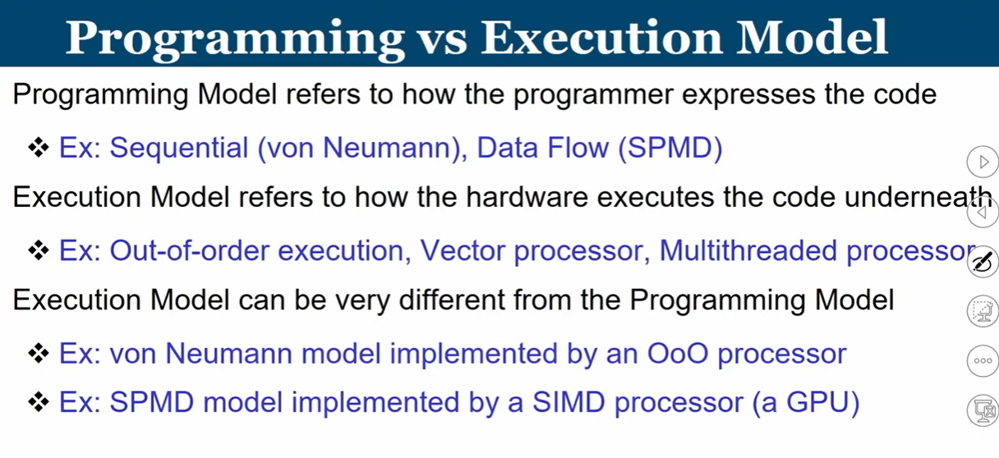 Programming vs Execution Model
Programming Model refers to how the programmer expresses the code
❖ Ex: Sequential (von Neumann), Data Flow (SPMD)
Execution Model refers to how the hardware executes the code underneath
❖ Ex: Out-of-order execution, Vector processor, Multithreaded processor
Execution Model can be very different from the Programming Model
❖ Ex: von Neumann model implemented by an OoO processor
❖ Ex: SPMD model implemented by a SIMD processor (a GPU)